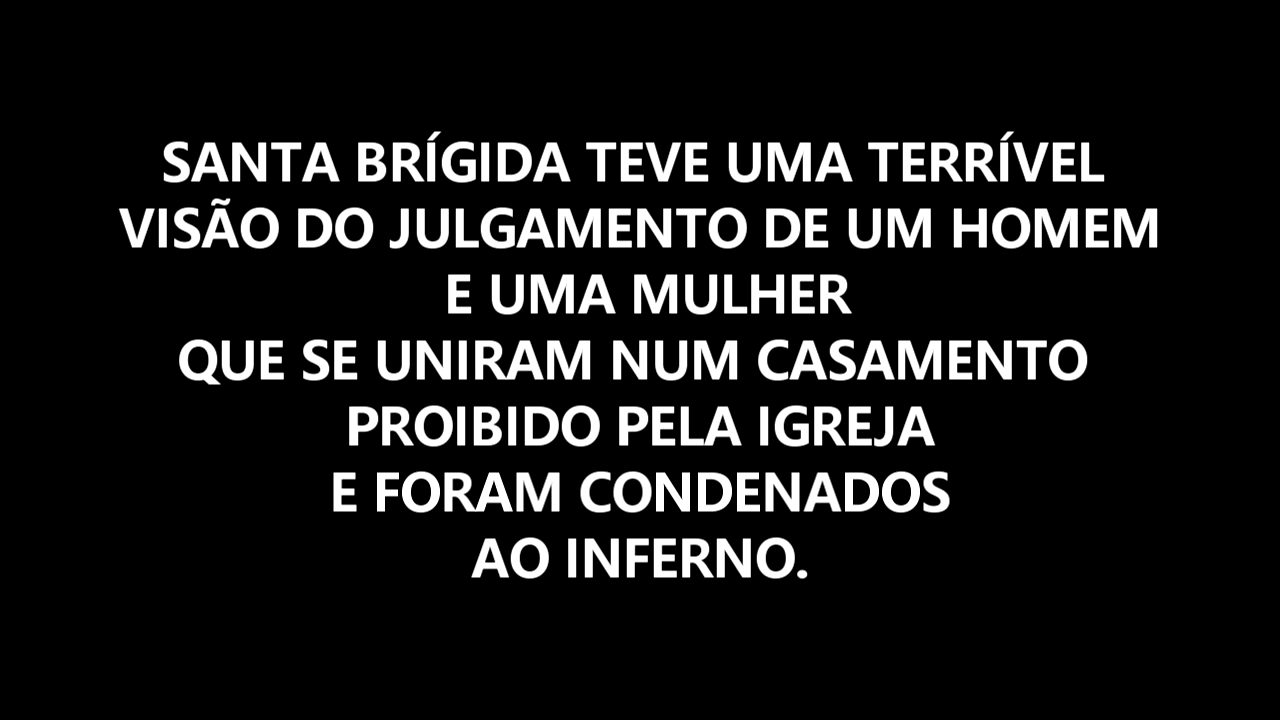 SANTA BRÍGIDA TEVE UMA TERRÍVEL
VISÃO DO JULGAMENTO DE UM HOMEM
E UMA MULHER
QUE SE UNIRAM NUM CASAMENTO
PROIBIDO PELA IGREJA
E FORAM CONDENADOS
AO INFERNO.